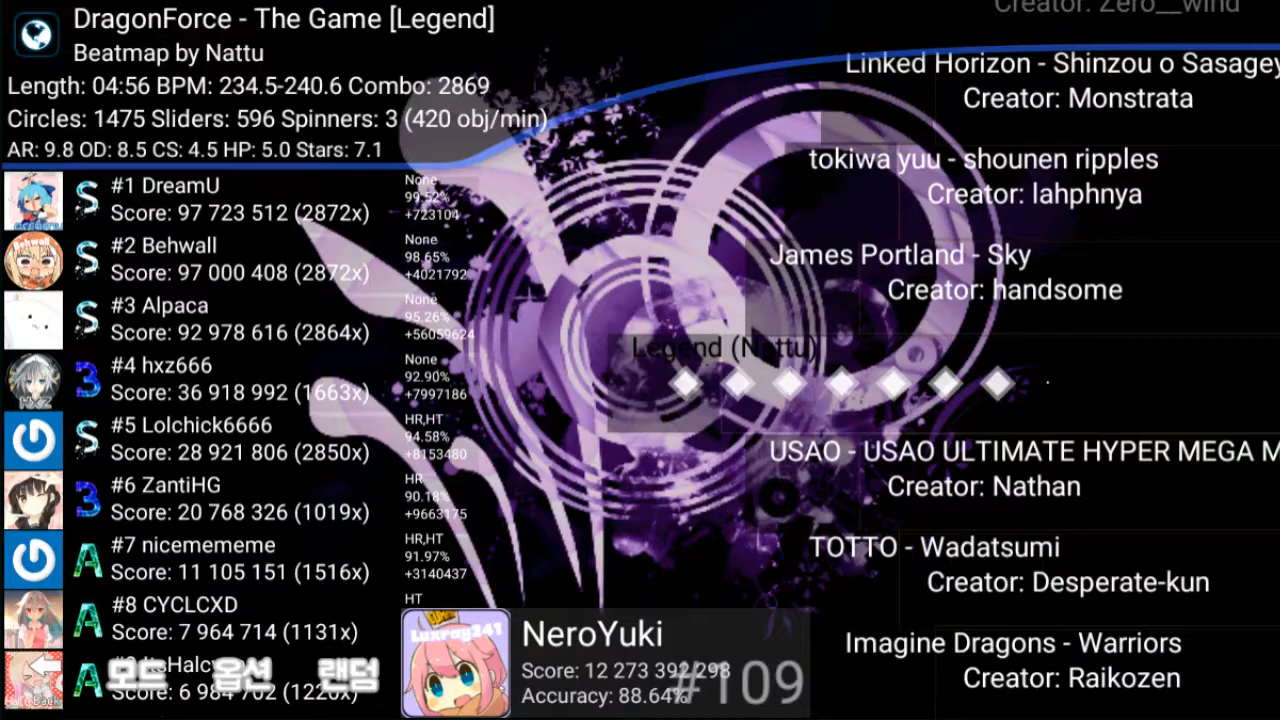 DragonForce - The Game [Legend]
Beatmap by Nattu
Length: 04:56 BPM: 234.5-240.6 Combo: 2869
Circles: 1475 Sliders: 596 Spinners: 3 (420 obj/min)
AR: 9.8 OD: 8.5 CS: 4.5 HP: 5.0 Stars: 7.1
#1 DreamU
Score: 97 723 512 (2872x)
None
99.52%
+723104
#2 Behwall
Score: 97 000 408 (2872x)
None
98.65%
+4021792
#3 Alpaca
Score: 92 978 616 (2864x)
None
95.26%
+56059624
#4 hxz666
Score: 36 918 992 (1663x)
None
92.90%
+7997186
#5 Lolchick6666
Score: 28 921 806 (2850x)
HR,HT
94.58%
+8153480
#6 ZantiHG
Score: 20 768 326 (1019x)
HR
90.18%
+9663175
#7 nicemememe
Score: 11 105 151 (1516x)
HR,HT
91.97%
+3140437
#8 CYCLCXD
Score: 7 964 714 (1131x)
HT
Score: 6 984 702 (1220x)
back
모드 옵션 랜덤
Luxray241
NeroYuki
Score: 12 273 392/298
Accuracy: 88.64%
#109
Creator: Zero__wind
Linked Horizon - Shinzou o Sasagey
Creator: Monstrata
tokiwa yuu - shounen ripples
Creator: lahphnya
James Portland - Sky
Creator: handsome
Legend (Nattu)
USAO - USAO ULTIMATE HYPER MEGA M
Creator: Nathan
TOTTO - Wadatsumi
Creator: Desperate-kun
Imagine Dragons - Warriors
Creator: Raikozen